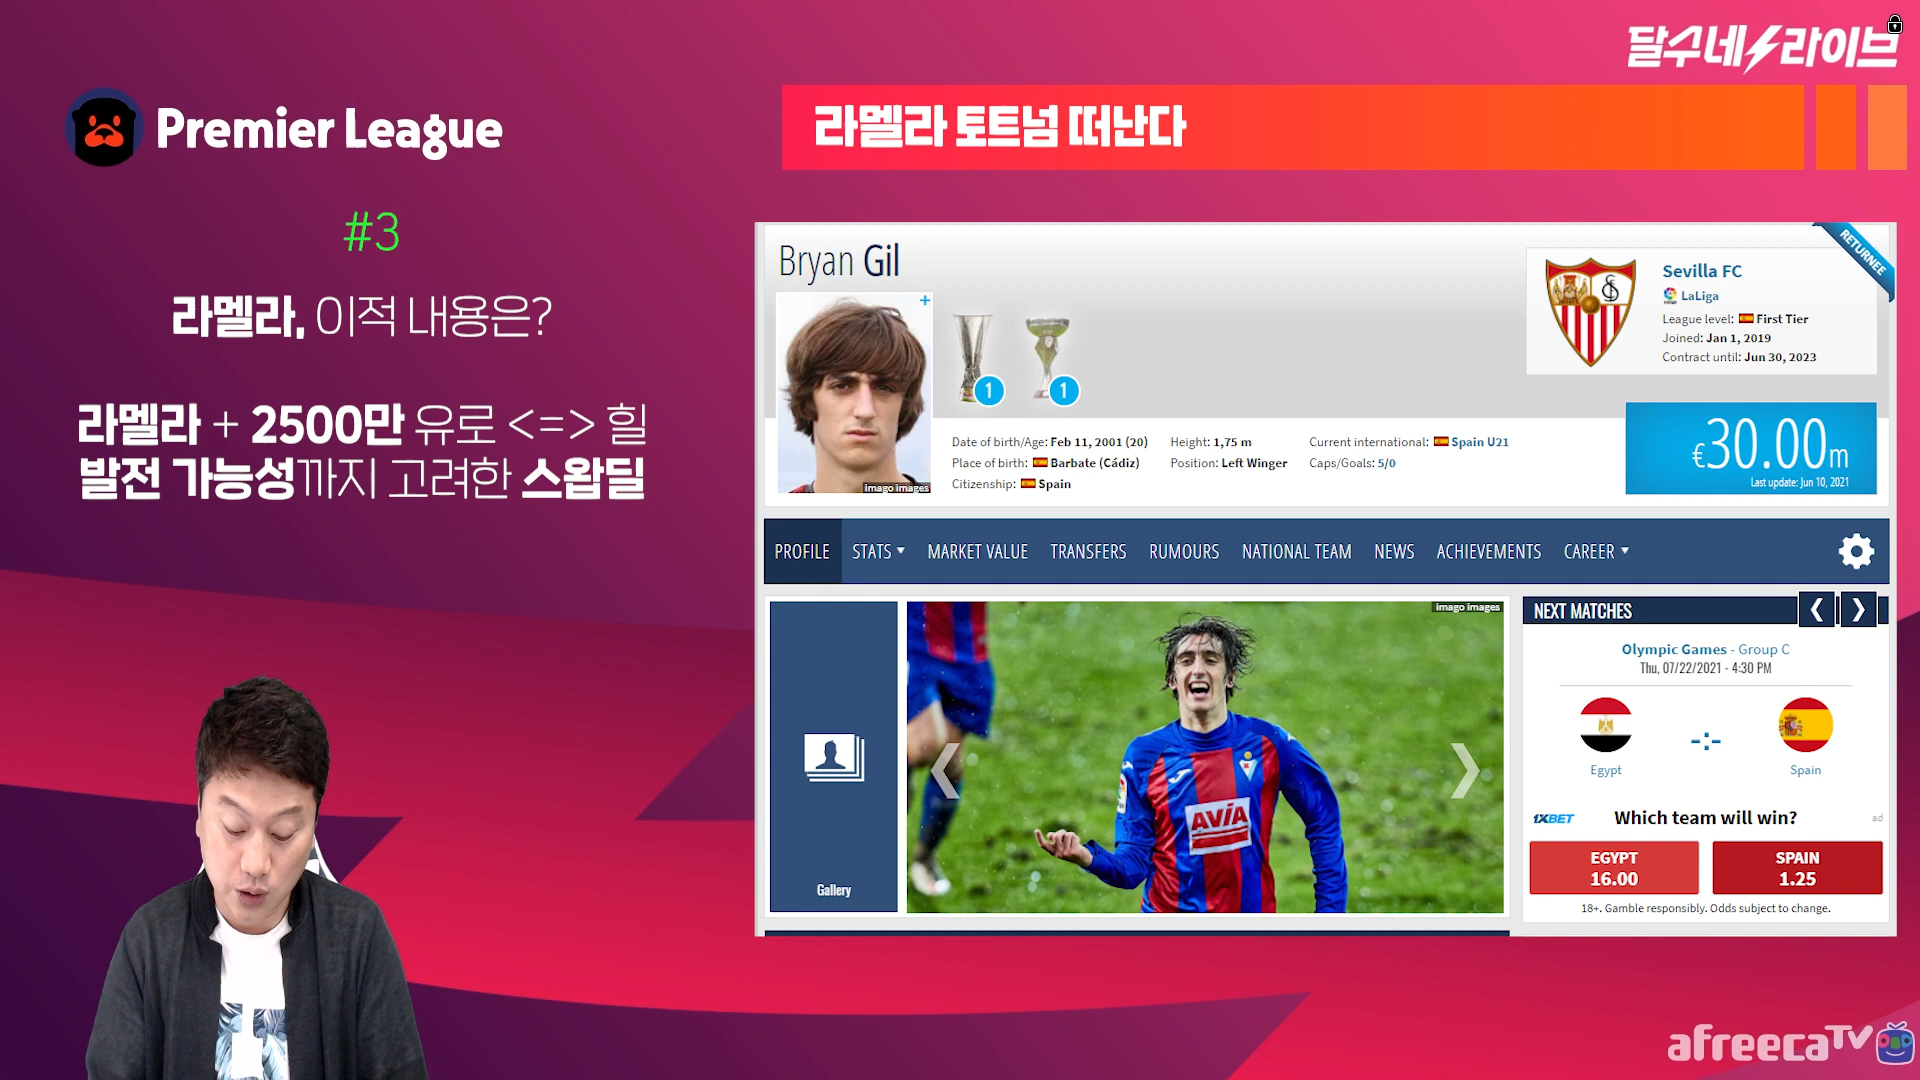 달수네라이브
Premier League
라멜라 토트넘 떠난다
#3
라멜라, 이적 내용은?
라멜라 + 2500만 유로 <=> 힐
발전 가능성까지 고려한 스왑딜
Bryan Gil
RETURNEE
Sevilla FC
LaLiga
League level: First Tier
Joined: Jan 1, 2019
Contract until: Jun 30, 2023
1
1
imago images
Date of birth/Age: Feb 11, 2001 (20)
Place of birth: Barbate (Cádiz)
Citizenship: Spain
Height: 1,75 m
Position: Left Winger
Current international: Spain U21
Caps/Goals: 5/0
€30.00m
Last update: Jun 10, 2021
PROFILE STATS MARKET VALUE TRANSFERS RUMOURS NATIONAL TEAM NEWS ACHIEVEMENTS CAREER
Gallery
imago images
AVIA
NEXT MATCHES
Olympic Games - Group C
Thu, 07/22/2021 - 4:30 PM
-:-
Egypt
Spain
1XBET
Which team will win?
ad
EGYPT
16.00
SPAIN
1.25
18+. Gamble responsibly. Odds subject to change.
afreecaTV